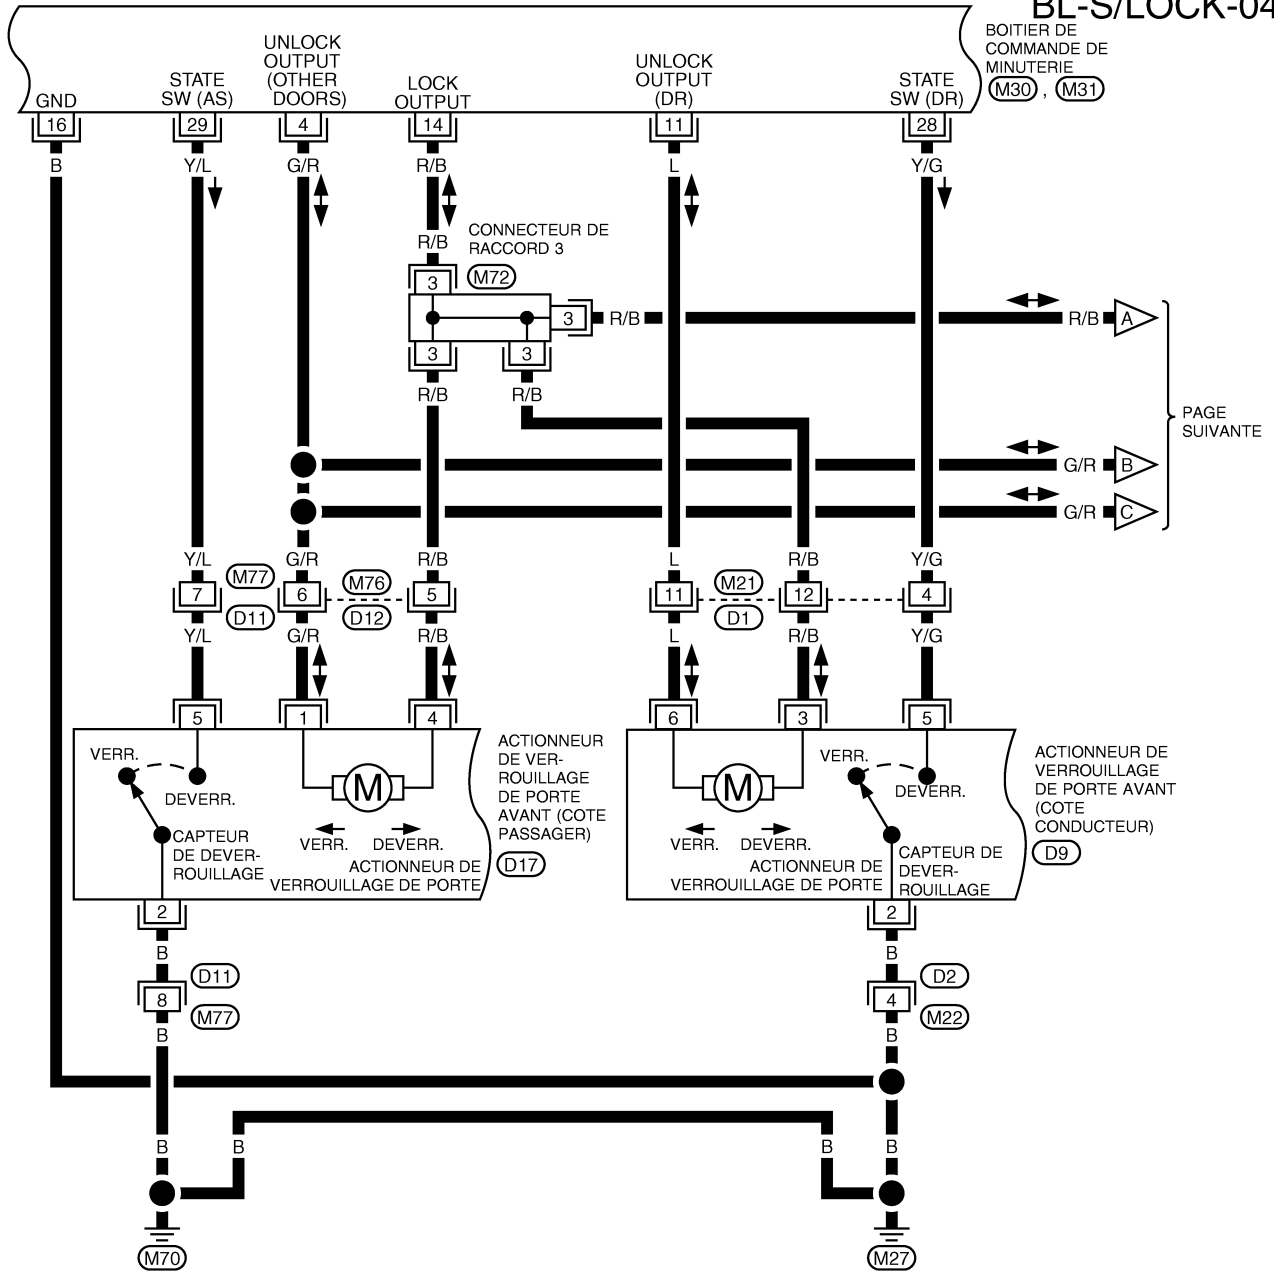 BL-S/LOCK-04
BOITIER DE
COMMANDE DE
MINUTERIE
M30 , M31
GND
STATE
SW (AS)
UNLOCK
OUTPUT
(OTHER
DOORS)
LOCK
OUTPUT
UNLOCK
OUTPUT
(DR)
STATE
SW (DR)
16 29 4 14 11 28
B Y/L G/R R/B L Y/G
R/B
CONNECTEUR DE
RACCORD 3
M72
3
3 R/B R/B A
3 3
R/B R/B
PAGE
SUIVANTE
G/R B
G/R C
Y/L G/R R/B L R/B Y/G
M77 M76 M21
7 6 5 11 12 4
D11 D12 D1
Y/L G/R R/B L R/B Y/G
5 1 4 6 3 5
VERR.
DEVERR.
CAPTEUR
DE DEVER-
ROUILLAGE
M
VERR. DEVERR.
ACTIONNEUR DE
VERROUILLAGE DE PORTE
ACTIONNEUR
DE VER-
ROUILLAGE
DE PORTE
AVANT (COTE
PASSAGER)
D17
M
VERR. DEVERR.
ACTIONNEUR DE
VERROUILLAGE DE PORTE
VERR.
DEVERR.
CAPTEUR DE
DEVER-
ROUILLAGE
ACTIONNEUR DE
VERROUILLAGE
DE PORTE AVANT
(COTE
CONDUCTEUR)
D9
2 2
B B
D11 D2
8 4
M77 M22
B B
B B B B
M70 M27